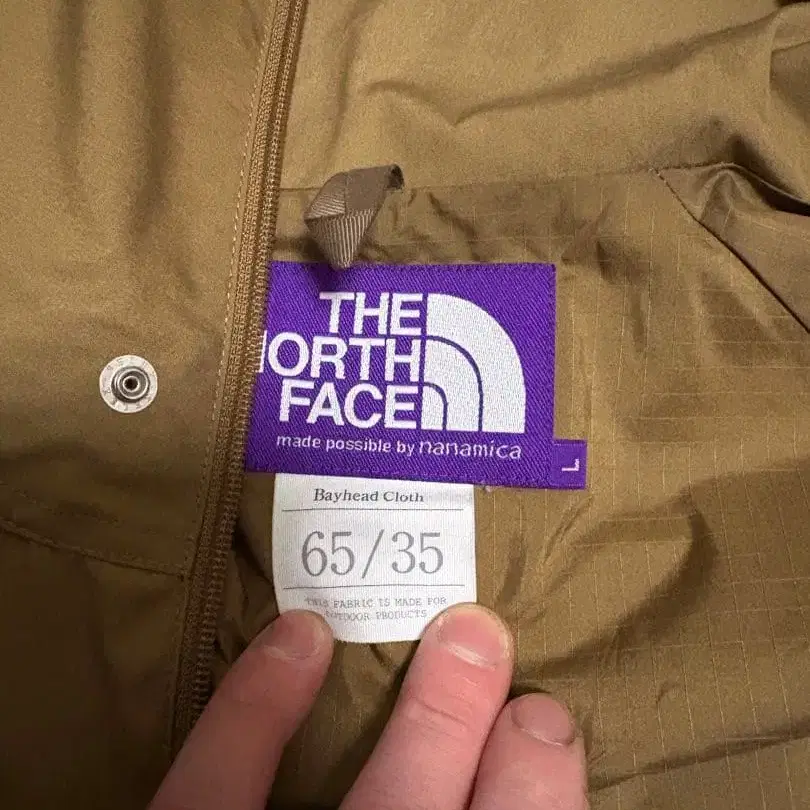 THE
NORTH
FACE
made possible by nanamica
L
Bayhead Cloth
65/35
THIS FABRIC IS MADE FOR
OUTDOOR PRODUCTS